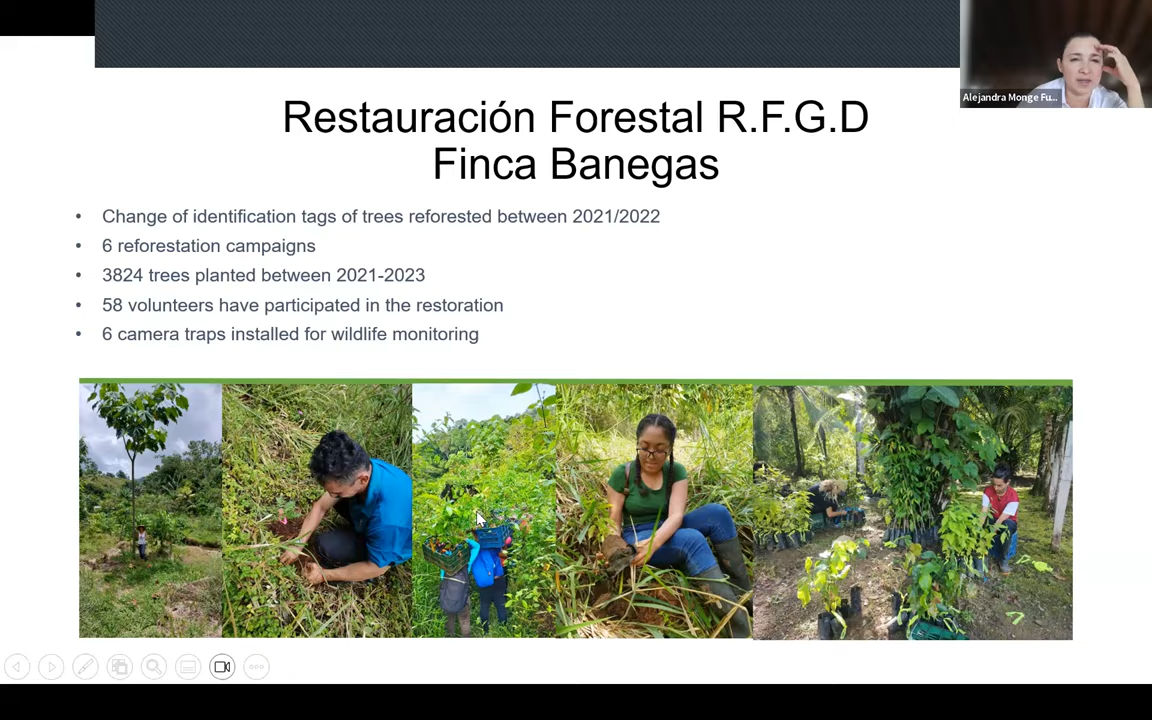 Alejandra Monge Fu...
Restauración Forestal R.F.G.D
Finca Banegas
• Change of identification tags of trees reforested between 2021/2022
• 6 reforestation campaigns
• 3824 trees planted between 2021-2023
• 58 volunteers have participated in the restoration
• 6 camera traps installed for wildlife monitoring